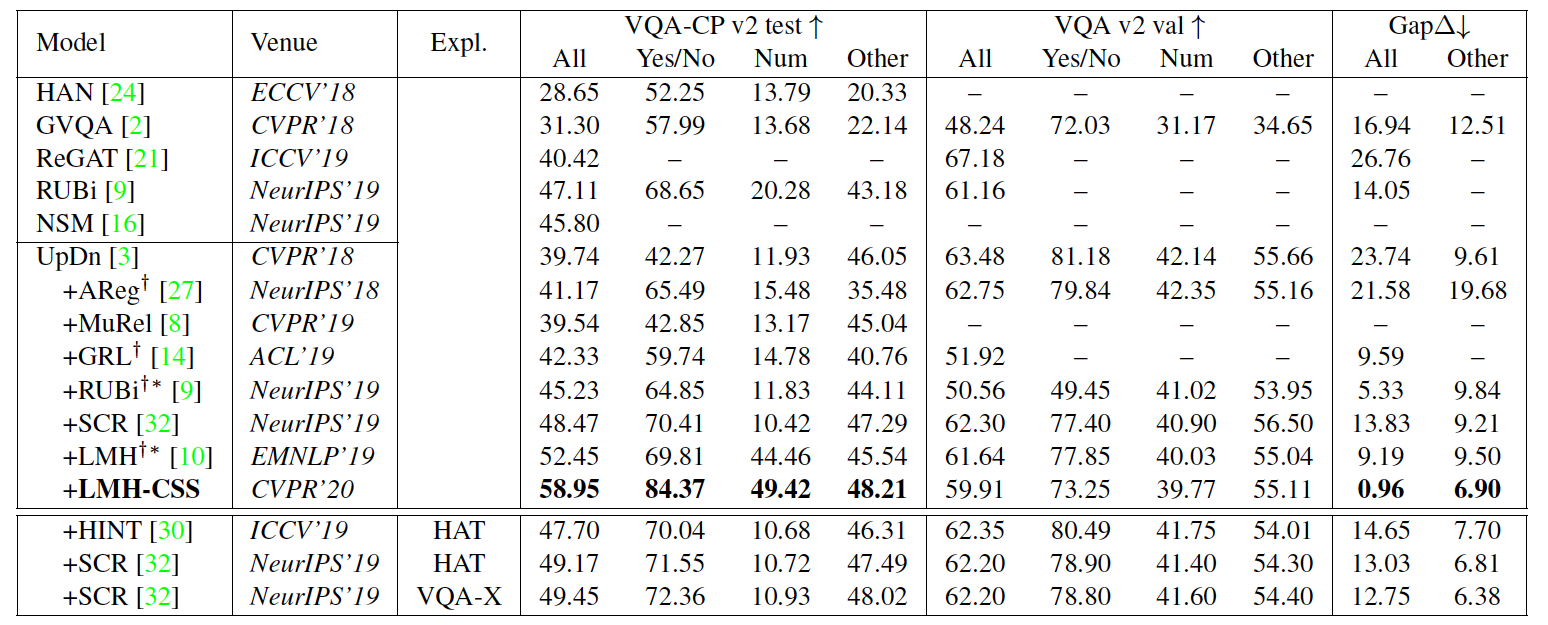 Model Venue Expl. VQA-CP v2 test ↑ VQA v2 val ↑ GapΔ↓
All Yes/No Num Other All Yes/No Num Other All Other
HAN [24] ECCV'18 28.65 52.25 13.79 20.33 – – – – – –
GVQA [2] CVPR'18 31.30 57.99 13.68 22.14 48.24 72.03 31.17 34.65 16.94 12.51
ReGAT [21] ICCV'19 40.42 – – – 67.18 – – – 26.76 –
RUBi [9] NeurIPS'19 47.11 68.65 20.28 43.18 61.16 – – – 14.05 –
NSM [16] NeurIPS'19 45.80 – – – – – – – – –
UpDn [3] CVPR'18 39.74 42.27 11.93 46.05 63.48 81.18 42.14 55.66 23.74 9.61
+AReg† [27] NeurIPS'18 41.17 65.49 15.48 35.48 62.75 79.84 42.35 55.16 21.58 19.68
+MuRel [8] CVPR'19 39.54 42.85 13.17 45.04 – – – – – –
+GRL† [14] ACL'19 42.33 59.74 14.78 40.76 51.92 – – – 9.59 –
+RUBi†* [9] NeurIPS'19 45.23 64.85 11.83 44.11 50.56 49.45 41.02 53.95 5.33 9.84
+SCR [32] NeurIPS'19 48.47 70.41 10.42 47.29 62.30 77.40 40.90 56.50 13.83 9.21
+LMH†* [10] EMNLP'19 52.45 69.81 44.46 45.54 61.64 77.85 40.03 55.04 9.19 9.50
+LMH-CSS CVPR'20 58.95 84.37 49.42 48.21 59.91 73.25 39.77 55.11 0.96 6.90
+HINT [30] ICCV'19 HAT 47.70 70.04 10.68 46.31 62.35 80.49 41.75 54.01 14.65 7.70
+SCR [32] NeurIPS'19 HAT 49.17 71.55 10.72 47.49 62.20 78.90 41.40 54.30 13.03 6.81
+SCR [32] NeurIPS'19 VQA-X 49.45 72.36 10.93 48.02 62.20 78.80 41.60 54.40 12.75 6.38